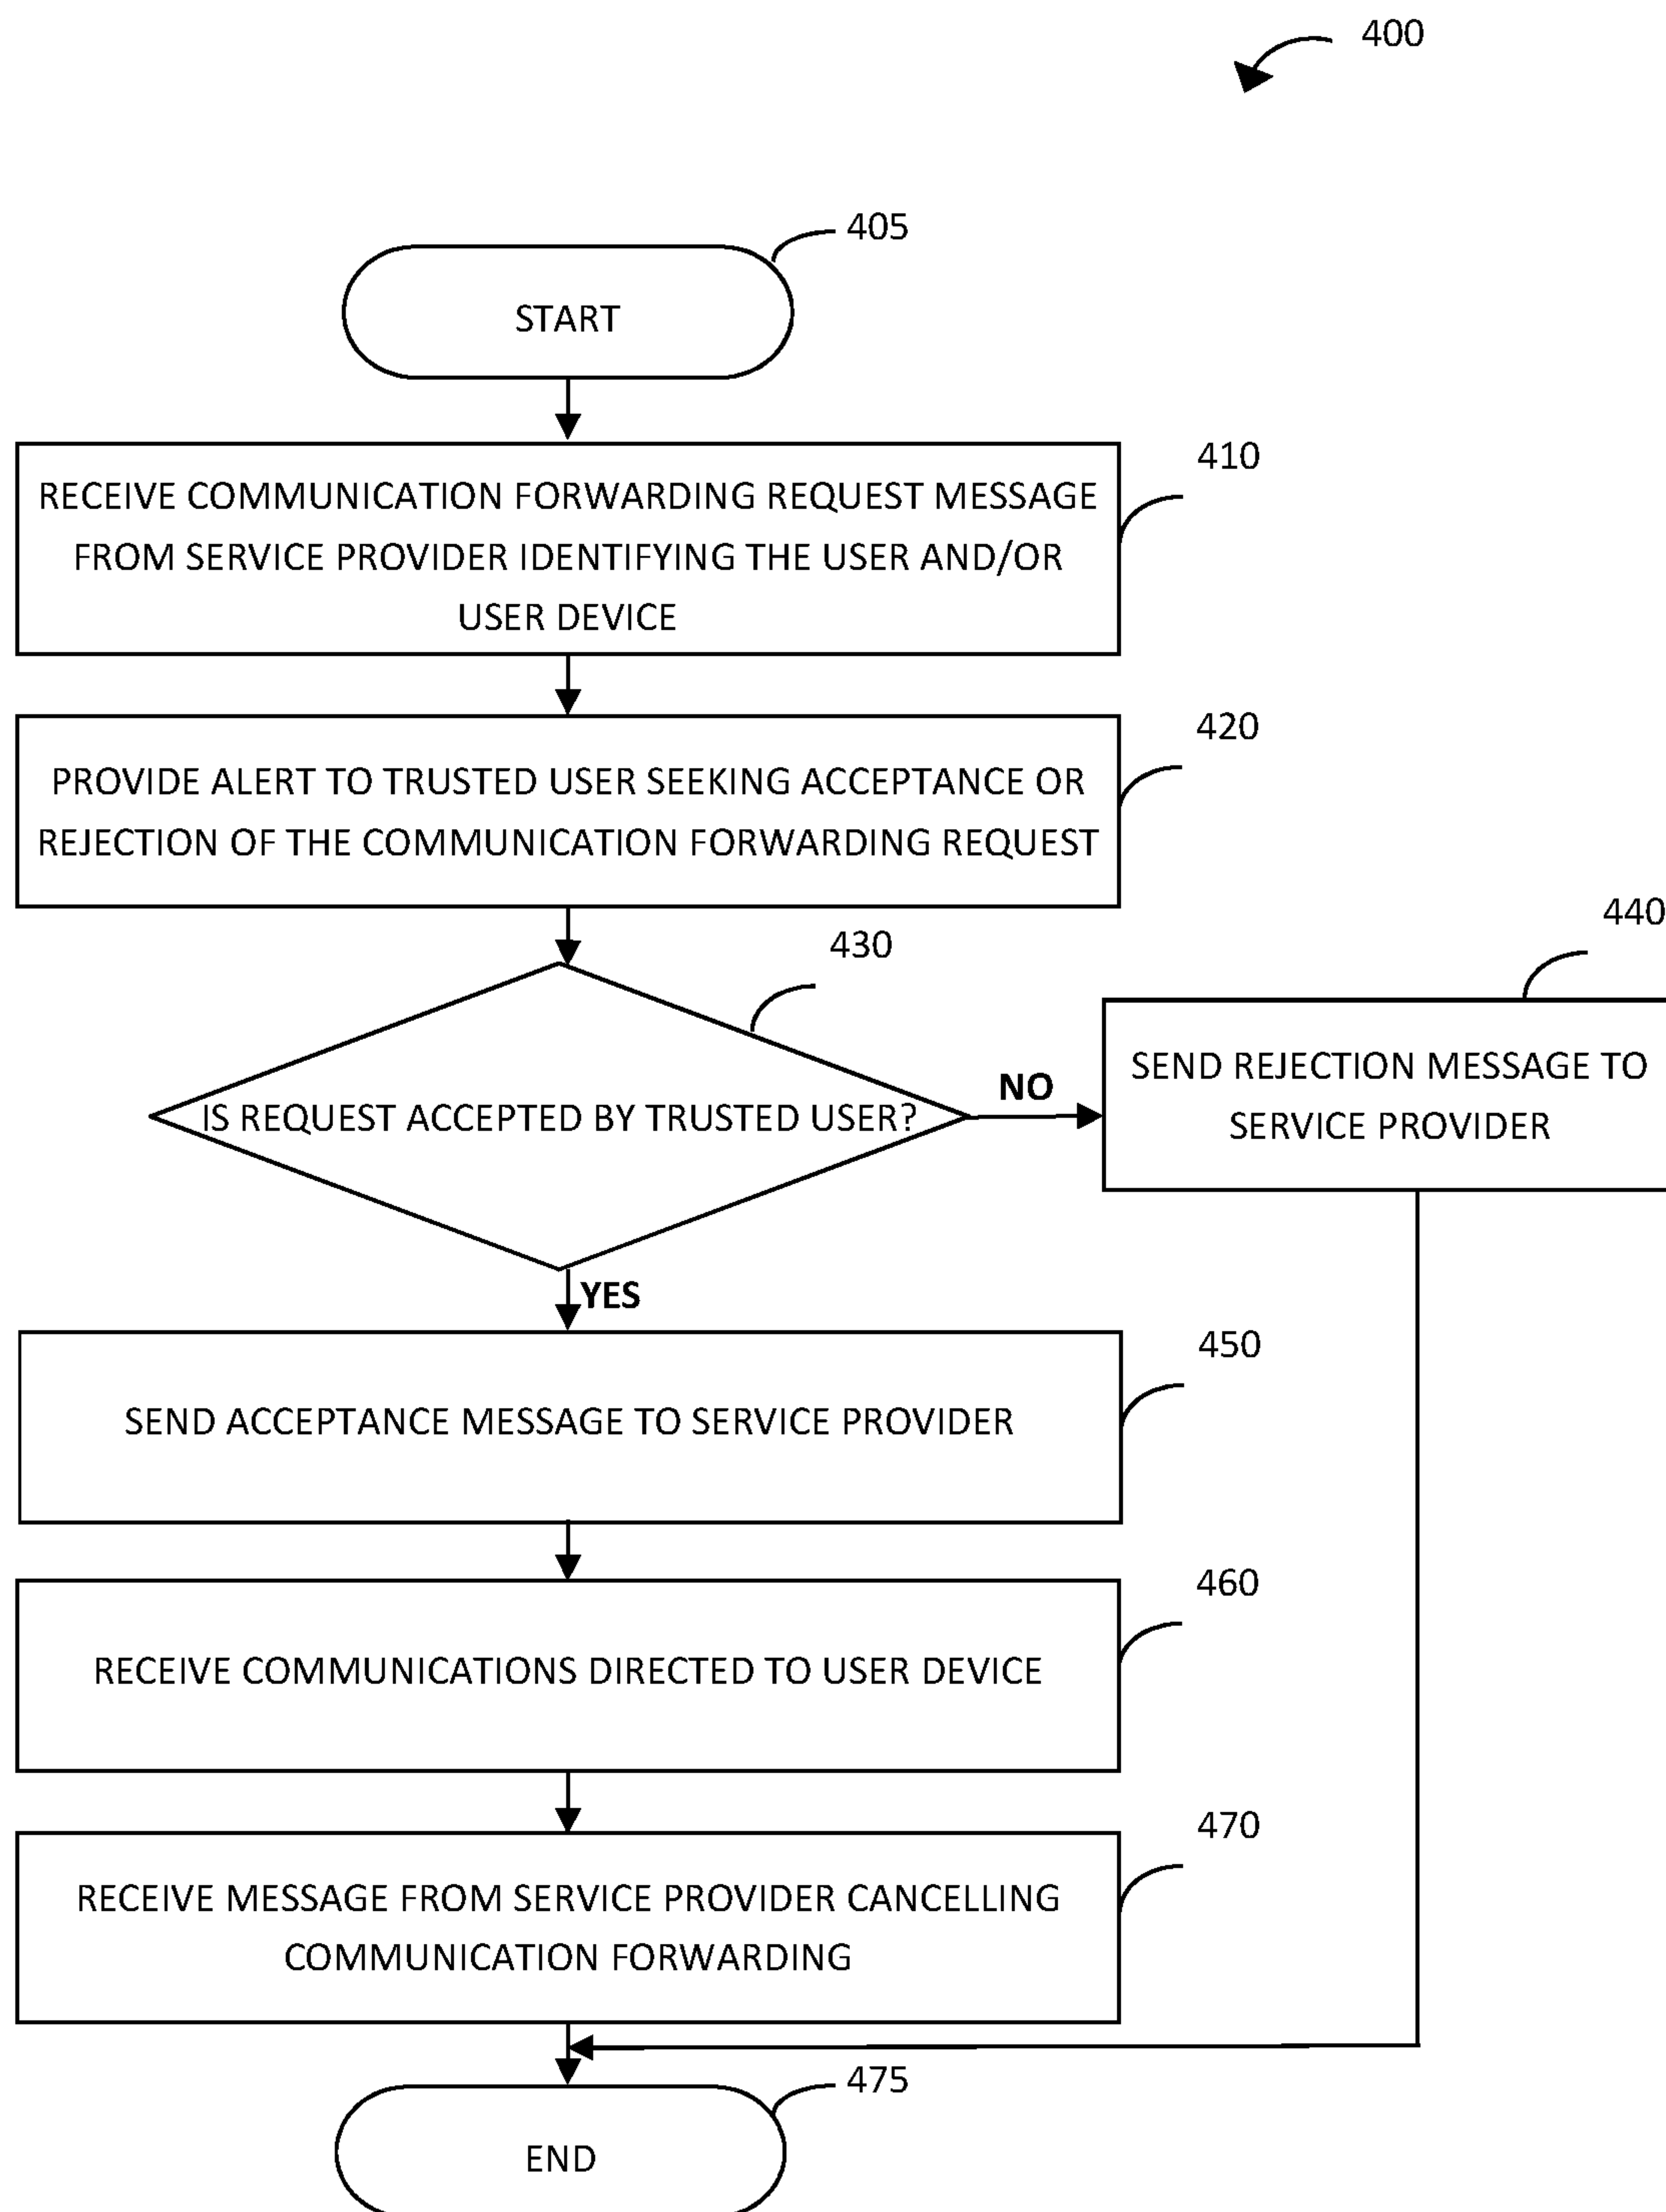 400
405
START
410
RECEIVE COMMUNICATION FORWARDING REQUEST MESSAGE
FROM SERVICE PROVIDER IDENTIFYING THE USER AND/OR
USER DEVICE
420
PROVIDE ALERT TO TRUSTED USER SEEKING ACCEPTANCE OR
REJECTION OF THE COMMUNICATION FORWARDING REQUEST
430
IS REQUEST ACCEPTED BY TRUSTED USER?
NO
440
SEND REJECTION MESSAGE TO
SERVICE PROVIDER
YES
450
SEND ACCEPTANCE MESSAGE TO SERVICE PROVIDER
460
RECEIVE COMMUNICATIONS DIRECTED TO USER DEVICE
470
RECEIVE MESSAGE FROM SERVICE PROVIDER CANCELLING
COMMUNICATION FORWARDING
475
END